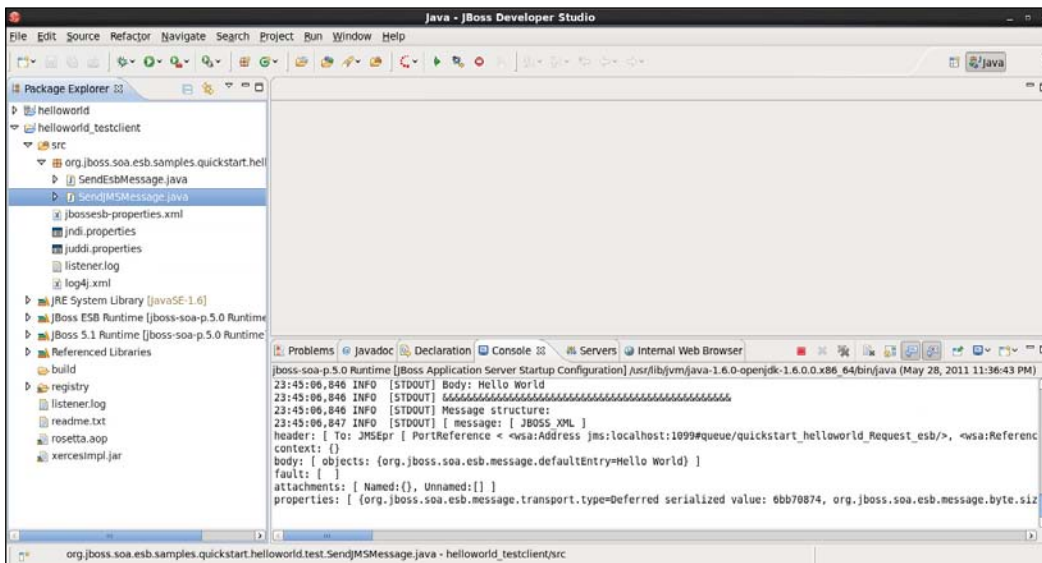 Java - JBoss Developer Studio
File Edit Source Refactor Navigate Search Project Run Window Help
Java
Package Explorer
helloworld
helloworld_testclient
src
org.jboss.soa.esb.samples.quickstart.hell
SendEsbMessage.java
SendJMSMessage.java
jbossesb-properties.xml
jndi.properties
juddi.properties
listener.log
log4j.xml
JRE System Library [JavaSE-1.6]
JBoss ESB Runtime [jboss-soa-p.5.0 Runtime
JBoss 5.1 Runtime [jboss-soa-p.5.0 Runtime
Referenced Libraries
build
registry
listener.log
readme.txt
rosetta.aop
xercesImpl.jar
Problems Javadoc Declaration Console Servers Internal Web Browser
jboss-soa-p.5.0 Runtime [JBoss Application Server Startup Configuration] /usr/lib/jvm/java-1.6.0-openjdk-1.6.0.0.x86_64/bin/java (May 28, 2011 11:36:43 PM)
23:45:06,846 INFO [STDOUT] Body: Hello World
23:45:06,846 INFO [STDOUT] &&&&&&&&&&&&&&&&&&&&&&&&&&&&&&&&&&&&&&&&&&&&&&&&
23:45:06,846 INFO [STDOUT] Message structure:
23:45:06,847 INFO [STDOUT] [ message: [ JBOSS_XML ]
header: [ To: JMSEpr [ PortReference < <wsa:Address jms:localhost:1099#queue/quickstart_helloworld_Request_esb/>, <wsa:Referenc
context: {}
body: [ objects: {org.jboss.soa.esb.message.defaultEntry=Hello World} ]
fault: [ ]
attachments: [ Named:{}, Unnamed:[] ]
properties: [ {org.jboss.soa.esb.message.transport.type=Deferred serialized value: 6bb70874, org.jboss.soa.esb.message.byte.siz
org.jboss.soa.esb.samples.quickstart.helloworld.test.SendJMSMessage.java - helloworld_testclient/src